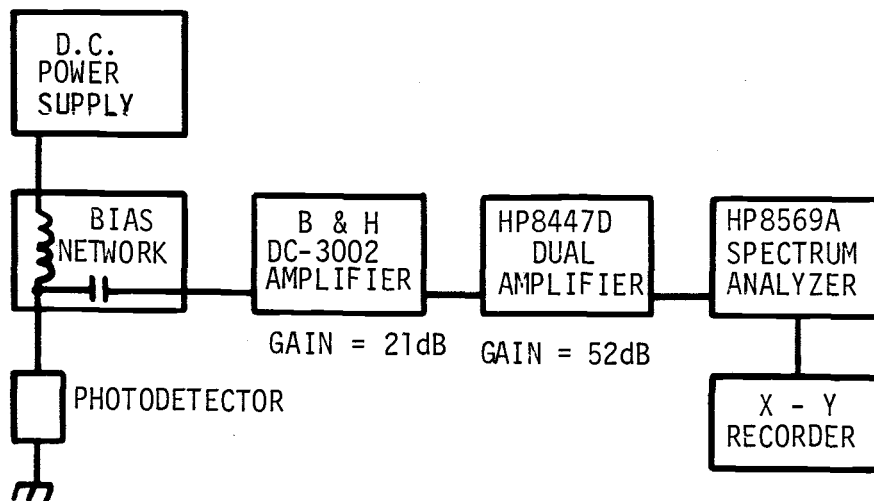 D.C.
POWER
SUPPLY
BIAS
NETWORK
B & H
DC-3002
AMPLIFIER
HP8447D
DUAL
AMPLIFIER
HP8569A
SPECTRUM
ANALYZER
GAIN = 21dB
GAIN = 52dB
PHOTODETECTOR
X - Y
RECORDER